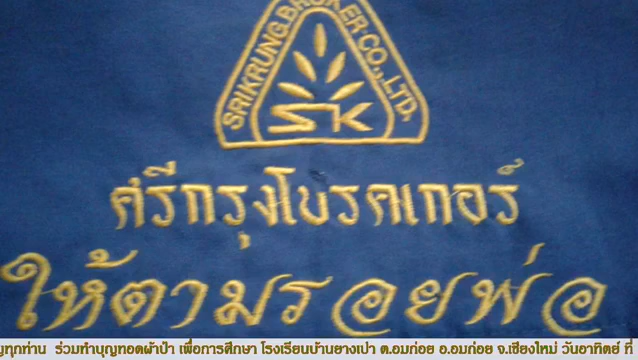 SRIKRUNG BROKER CO.,LTD.
SK
ศรีกรุงโบรคเกอร์
ให้ตามรอยพ่อ
ทุกท่าน ร่วมทำบุญทอดผ้าป่า เพื่อการศึกษา โรงเรียนบ้านยางเปา ต.อมก๋อย อ.อมก๋อย จ.เชียงใหม่ วันอาทิตย์ ที่